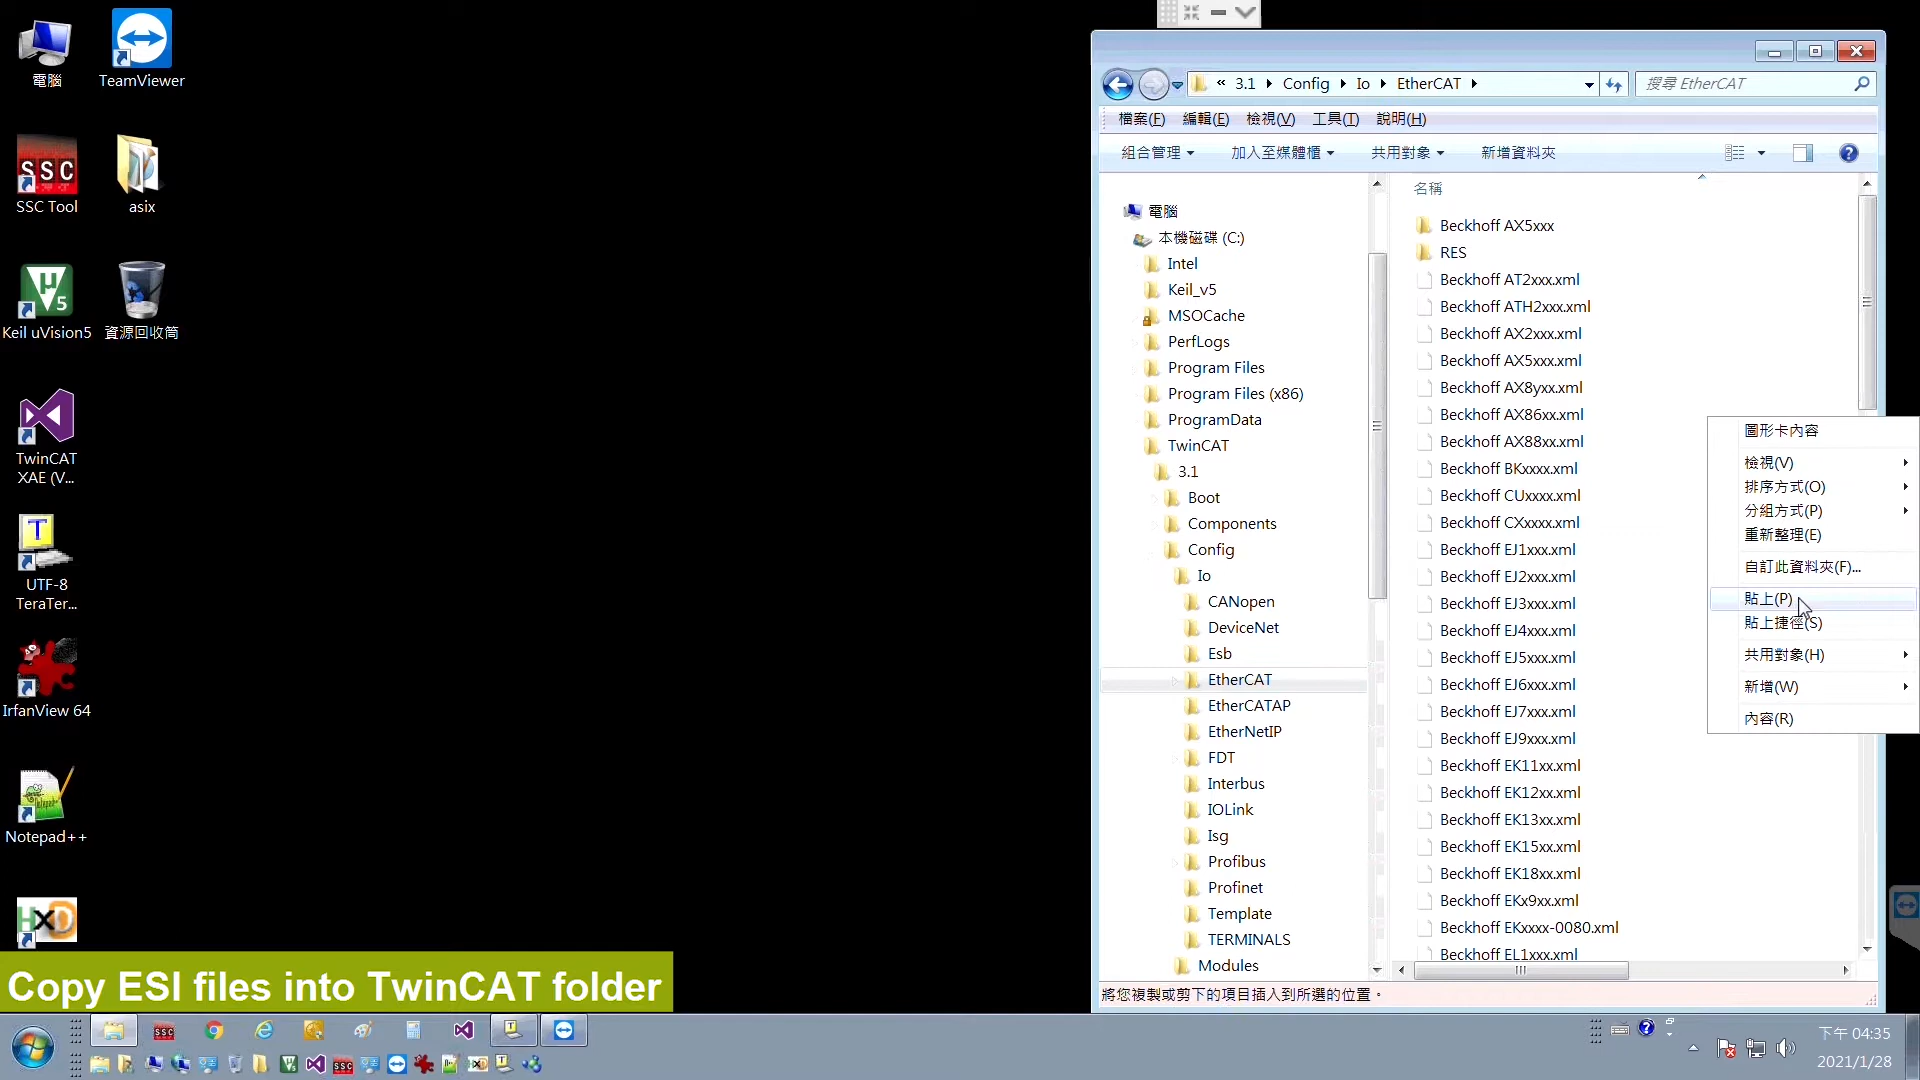 電腦
TeamViewer
SSC
SSC Tool
asix
Keil uVision5
資源回收筒
TwinCAT
XAE (V...
UTF-8
TeraTer...
IrfanView 64
Notepad++
HxD
Copy ESI files into TwinCAT folder
« 3.1 Config Io EtherCAT
搜尋 EtherCAT
檔案(F) 編輯(E) 檢視(V) 工具(T) 說明(H)
組合管理 加入至媒體櫃 共用對象 新增資料夾
電腦
本機磁碟 (C:)
Intel
Keil_v5
MSOCache
PerfLogs
Program Files
Program Files (x86)
ProgramData
TwinCAT
3.1
Boot
Components
Config
Io
CANopen
DeviceNet
Esb
EtherCAT
EtherCATAP
EtherNetIP
FDT
Interbus
IOLink
Isg
Profibus
Profinet
Template
TERMINALS
Modules
名稱
Beckhoff AX5xxx
RES
Beckhoff AT2xxx.xml
Beckhoff ATH2xxx.xml
Beckhoff AX2xxx.xml
Beckhoff AX5xxx.xml
Beckhoff AX8yxx.xml
Beckhoff AX86xx.xml
Beckhoff AX88xx.xml
Beckhoff BKxxxx.xml
Beckhoff CUxxxx.xml
Beckhoff CXxxxx.xml
Beckhoff EJ1xxx.xml
Beckhoff EJ2xxx.xml
Beckhoff EJ3xxx.xml
Beckhoff EJ4xxx.xml
Beckhoff EJ5xxx.xml
Beckhoff EJ6xxx.xml
Beckhoff EJ7xxx.xml
Beckhoff EJ9xxx.xml
Beckhoff EK11xx.xml
Beckhoff EK12xx.xml
Beckhoff EK13xx.xml
Beckhoff EK15xx.xml
Beckhoff EK18xx.xml
Beckhoff EKx9xx.xml
Beckhoff EKxxxx-0080.xml
Beckhoff EL1xxx.xml
圖形卡內容
檢視(V)
排序方式(O)
分組方式(P)
重新整理(E)
自訂此資料夾(F)...
貼上(P)
貼上捷徑(S)
共用對象(H)
新增(W)
內容(R)
將您複製或剪下的項目插入到所選的位置。
下午 04:35
2021/1/28